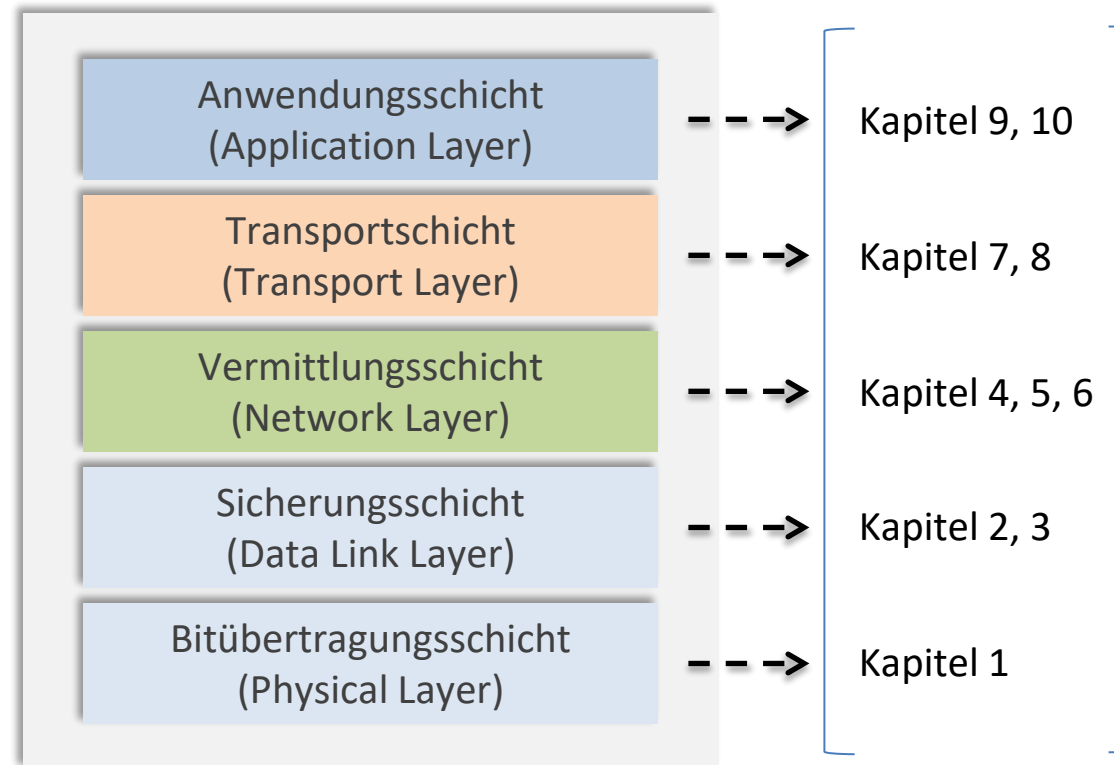 Anwendungsschicht
(Application Layer)
Kapitel 9, 10
Transportschicht
(Transport Layer)
Kapitel 7, 8
Vermittlungsschicht
(Network Layer)
Kapitel 4, 5, 6
Sicherungsschicht
(Data Link Layer)
Kapitel 2, 3
Bitübertragungsschicht
(Physical Layer)
Kapitel 1